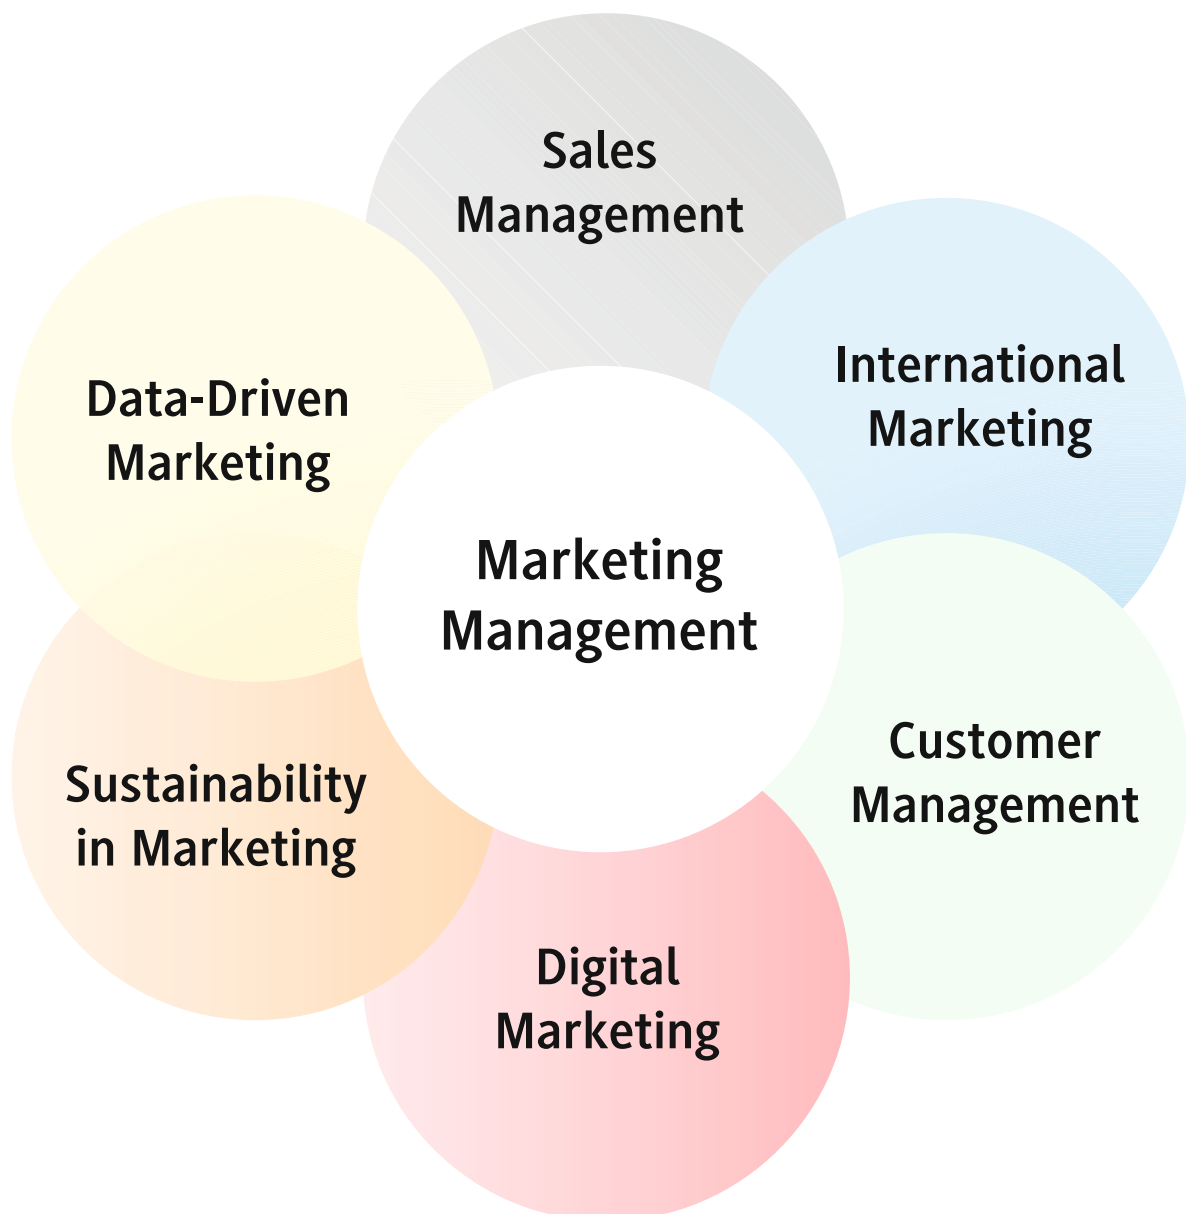 Sales
Management
International
Marketing
Data-Driven
Marketing
Marketing
Management
Customer
Management
Sustainability
in Marketing
Digital
Marketing